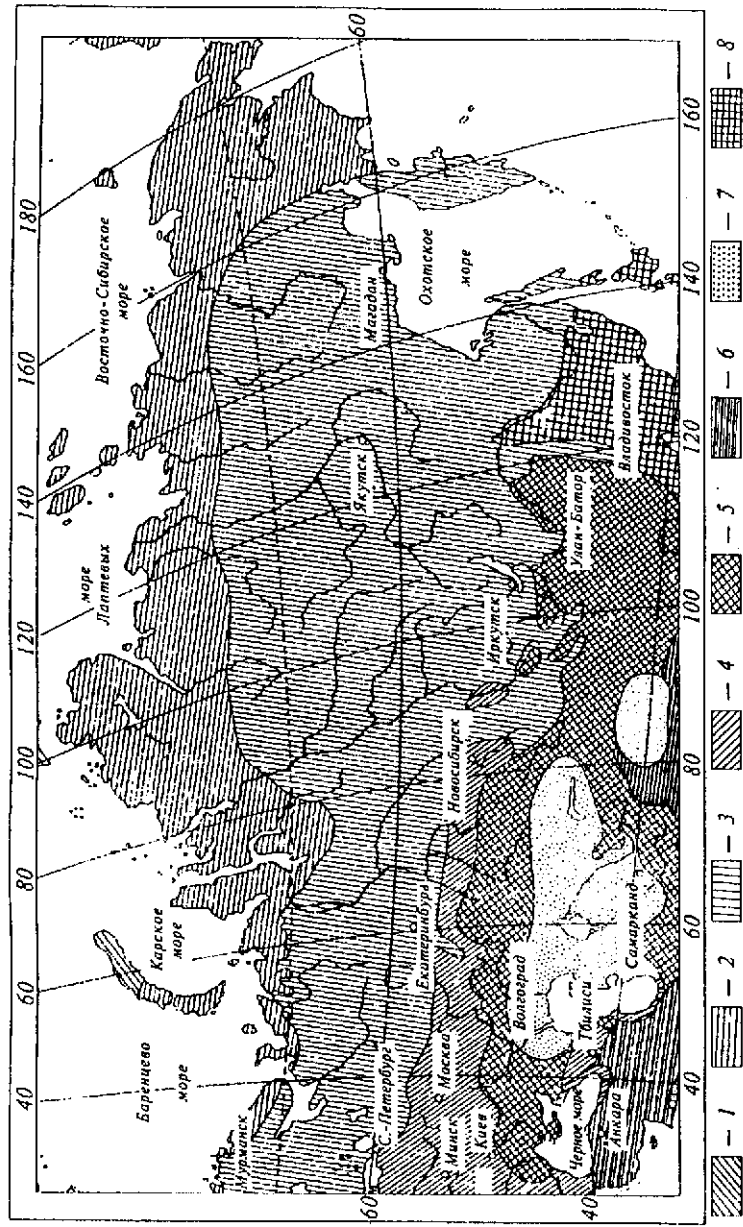 180
160
140
120
100
80
60
40
Восточно-Сибирское
море
море
Лаптевых
Карское
море
Баренцево
море
60
Мурманск
Магадан
Охотское
море
Якутск
С.-Петербург
60
Екатеринбург
Новосибирск
Иркутск
Москва
Минск
Киев
Улан-Батор
Владивосток
Волгоград
Тбилиси
Самарканд
Черное море
Анкара
40
40
60
80
100
120
140
160
– 1
– 2
– 3
– 4
– 5
– 6
– 7
– 8